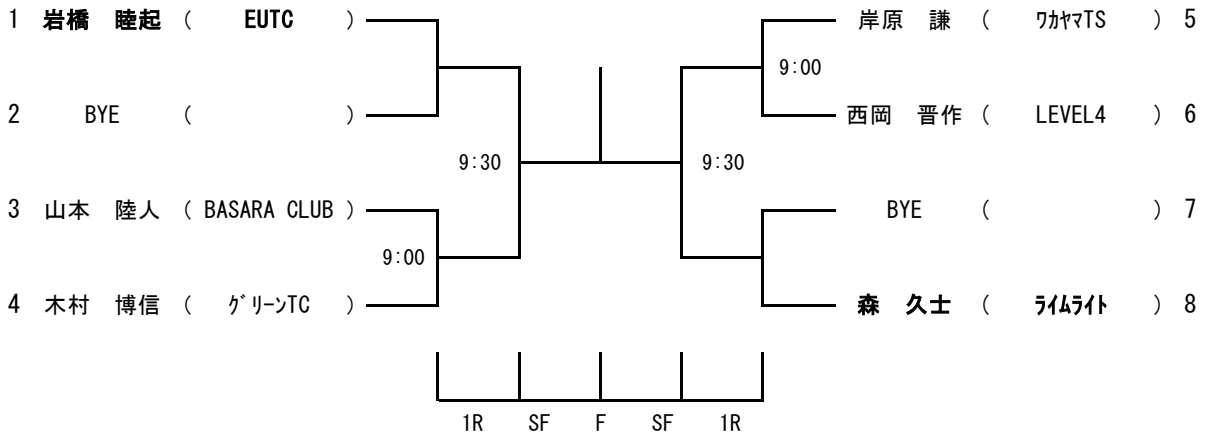 1 岩橋 睦起 ( EUTC ) 岸原 謙 ( ﾜｶﾔﾏTS ) 5
9:00
2 BYE ( ) 西岡 晋作 ( LEVEL4 ) 6
9:30 9:30
3 山本 陸人 ( BASARA CLUB ) BYE ( ) 7
9:00
4 木村 博信 ( ｸﾞﾘｰﾝTC ) 森 久士 ( ﾗｲﾑﾗｲﾄ ) 8
1R SF F SF 1R